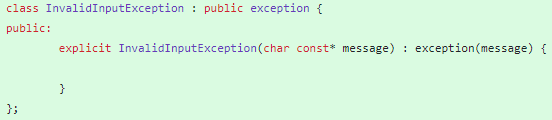 class InvalidInputException : public exception {
public:
        explicit InvalidInputException(char const* message) : exception(message) {

        }
};